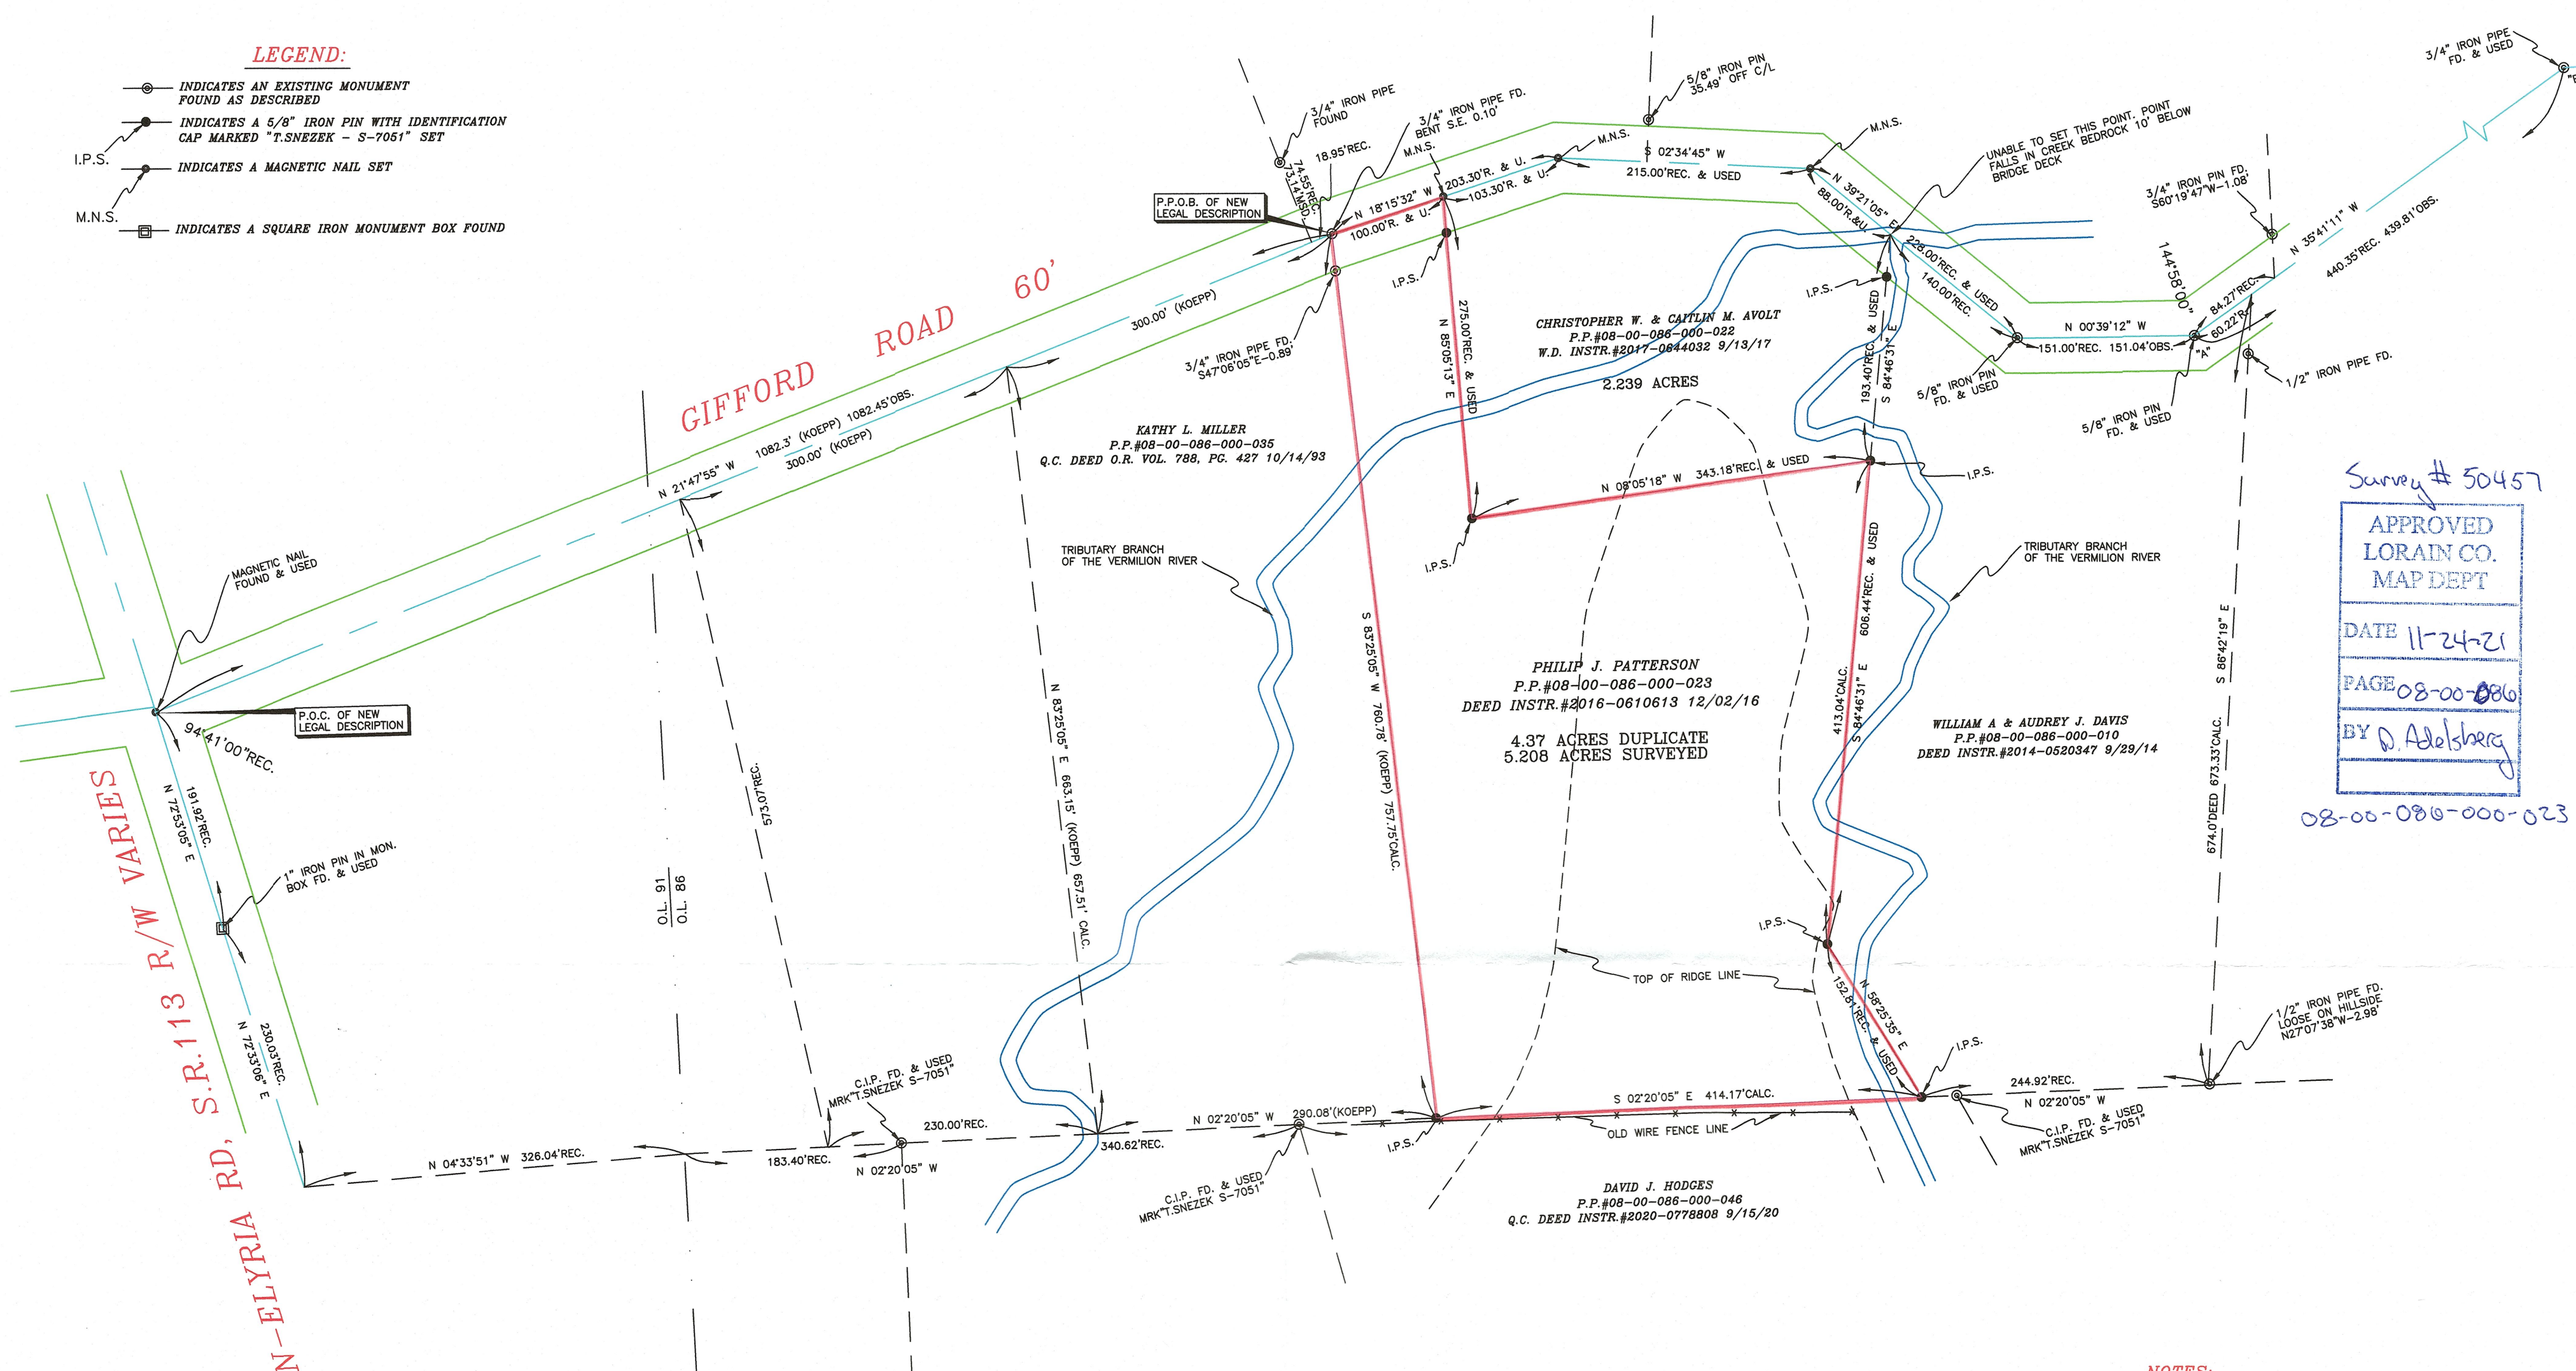 LEGEND:
INDICATES AN EXISTING MONUMENT
FOUND AS DESCRIBED
INDICATES A 5/8" IRON PIN WITH IDENTIFICATION
CAP MARKED "T.SNEZEK - S-7051" SET
I.P.S.
INDICATES A MAGNETIC NAIL SET
M.N.S.
INDICATES A SQUARE IRON MONUMENT BOX FOUND
3/4" IRON PIPE
FOUND
3/4" IRON PIPE FD.
BENT S.E. 0.10'
18.95'REC.
74.55'REC.
73.14'MSD.
5/8" IRON PIN
35.49' OFF C/L
M.N.S.
M.N.S.
M.N.S.
P.P.O.B. OF NEW
LEGAL DESCRIPTION
N 18°15'32" W
100.00'R. & U.
203.30'R. & U.
103.30'R. & U.
S 02°34'45" W
215.00'REC. & USED
N 39°21'05" E
88.00'R.&U.
228.00'REC. & USED
140.00'REC.
UNABLE TO SET THIS POINT. POINT
FALLS IN CREEK BEDROCK 10' BELOW
BRIDGE DECK
3/4" IRON PIPE
FD. & USED
3/4" IRON PIN FD.
S60°19'47"W-1.08'
N 35°41'11" W
440.35'REC. 439.81'OBS.
144°58'00"
84.27'REC.
60.22'R.
N 00°39'12" W
151.00'REC. 151.04'OBS.
"A"
5/8" IRON PIN
FD. & USED
5/8" IRON PIN
FD. & USED
1/2" IRON PIPE FD.
I.P.S.
I.P.S.
GIFFORD ROAD 60'
300.00' (KOEPP)
3/4" IRON PIPE FD.
S47°06'05"E-0.89'
275.00'REC. & USED
N 85°05'13" E
CHRISTOPHER W. & CAITLIN M. AVOLT
P.P.#08-00-086-000-022
W.D. INSTR.#2017-0644032 9/13/17
2.239 ACRES
193.40'REC. & USED
S 84°46'31" E
N 21°47'55" W 1082.3' (KOEPP) 1082.45'OBS.
300.00' (KOEPP)
KATHY L. MILLER
P.P.#08-00-086-000-035
Q.C. DEED O.R. VOL. 788, PG. 427 10/14/93
N 08°05'18" W 343.18'REC. & USED
I.P.S.
I.P.S.
Survey # 50457
APPROVED
LORAIN CO.
MAP DEPT
DATE 11-24-21
PAGE 08-00-086
BY D. Adelsberg
08-00-086-000-023
MAGNETIC NAIL
FOUND & USED
TRIBUTARY BRANCH
OF THE VERMILION RIVER
TRIBUTARY BRANCH
OF THE VERMILION RIVER
606.44'REC. & USED
413.04'CALC.
S 84°46'31" E
S 83°25'05" W 760.78' (KOEPP) 757.75'CALC.
N 83°25'05" E 663.15' (KOEPP) 657.51' CALC.
573.07'REC.
PHILIP J. PATTERSON
P.P.#08-00-086-000-023
DEED INSTR.#2016-0610613 12/02/16
4.37 ACRES DUPLICATE
5.208 ACRES SURVEYED
WILLIAM A & AUDREY J. DAVIS
P.P.#08-00-086-000-010
DEED INSTR.#2014-0520347 9/29/14
S 86°42'19" E
674.0'DEED 673.33'CALC.
P.O.C. OF NEW
LEGAL DESCRIPTION
94°41'00"REC.
191.92'REC.
N 72°53'05" E
1" IRON PIN IN MON.
BOX FD. & USED
O.L. 91
O.L. 86
230.03'REC.
N 72°33'06" E
N-ELYRIA RD, S.R.113 R/W VARIES
I.P.S.
TOP OF RIDGE LINE
N 58°25'35" E
152.81'REC. & USED
I.P.S.
1/2" IRON PIPE FD.
LOOSE ON HILLSIDE
N27°07'38"W-2.98'
C.I.P. FD. & USED
MRK"T.SNEZEK S-7051"
N 04°33'51" W 326.04'REC.
183.40'REC.
230.00'REC.
N 02°20'05" W
340.62'REC.
N 02°20'05" W
290.08'(KOEPP)
S 02°20'05" E 414.17'CALC.
OLD WIRE FENCE LINE
I.P.S.
244.92'REC.
N 02°20'05" W
C.I.P. FD. & USED
MRK"T.SNEZEK S-7051"
C.I.P. FD. & USED
MRK"T.SNEZEK S-7051"
DAVID J. HODGES
P.P.#08-00-086-000-046
Q.C. DEED INSTR.#2020-0778808 9/15/20
NOTES: